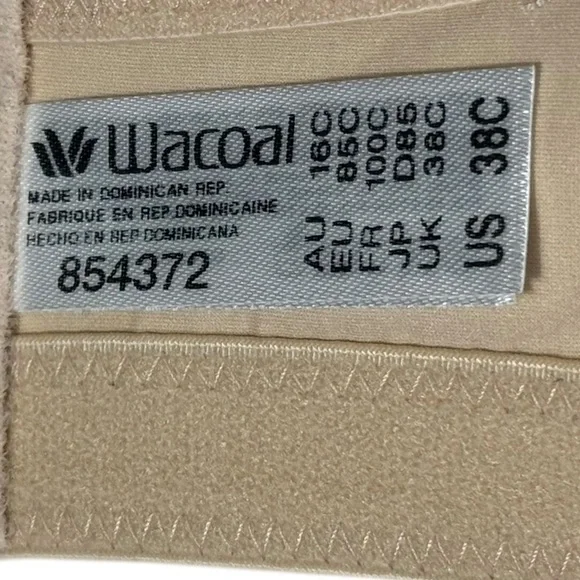 Wacoal
MADE IN DOMINICAN REP.
FABRIQUE EN REP DOMINICAINE
HECHO EN REP DOMINICANA
854372
AU 16C
EU 85C
FR 100C
JP D85
UK 38C
US 38C